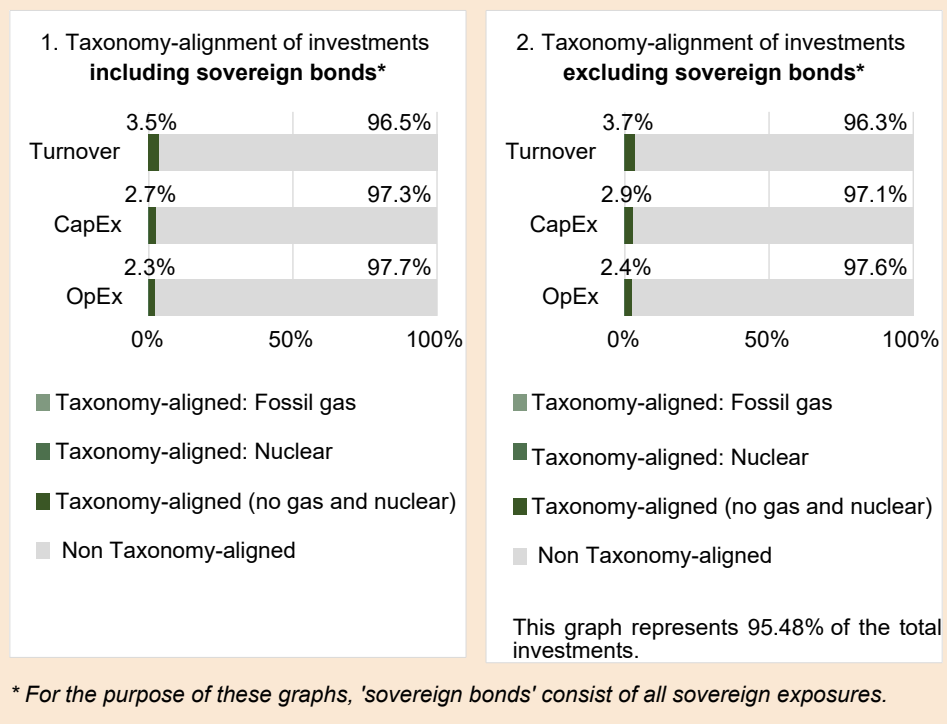 1. Taxonomy-alignment of investments
including sovereign bonds*
3.5% 96.5%
Turnover
2.7% 97.3%
CapEx
2.3% 97.7%
OpEx
0% 50% 100%
Taxonomy-aligned: Fossil gas
Taxonomy-aligned: Nuclear
Taxonomy-aligned (no gas and nuclear)
Non Taxonomy-aligned
2. Taxonomy-alignment of investments
excluding sovereign bonds*
3.7% 96.3%
Turnover
2.9% 97.1%
CapEx
2.4% 97.6%
OpEx
0% 50% 100%
Taxonomy-aligned: Fossil gas
Taxonomy-aligned: Nuclear
Taxonomy-aligned (no gas and nuclear)
Non Taxonomy-aligned
This graph represents 95.48% of the total
investments.
* For the purpose of these graphs, 'sovereign bonds' consist of all sovereign exposures.